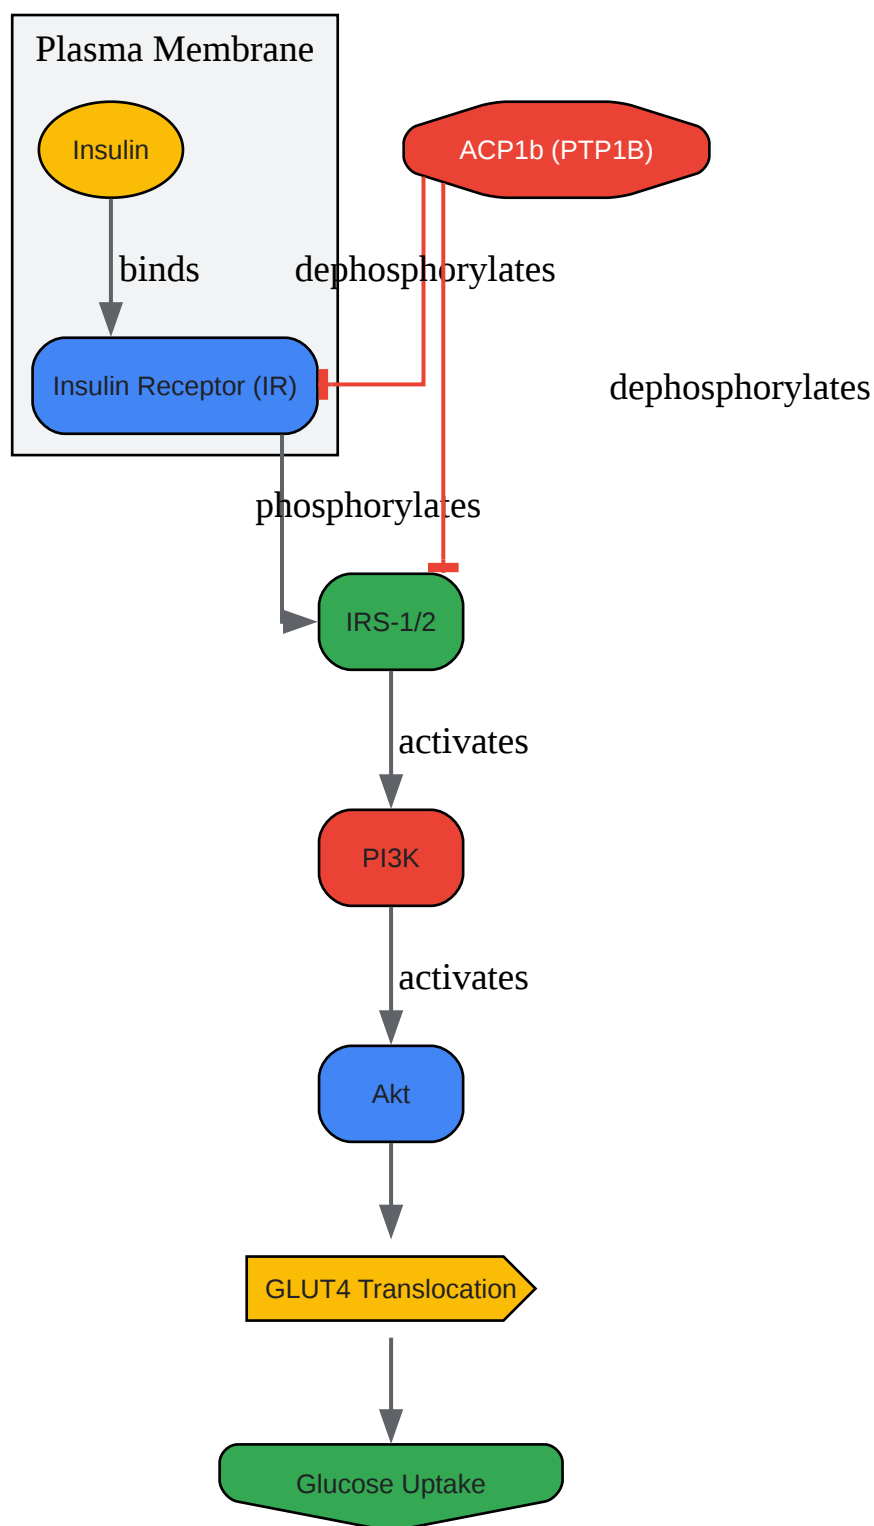 Plasma Membrane
Insulin
ACP1b (PTP1B)
binds
dephosphorylates
Insulin Receptor (IR)
dephosphorylates
phosphorylates
IRS-1/2
activates
PI3K
activates
Akt
GLUT4 Translocation
Glucose Uptake